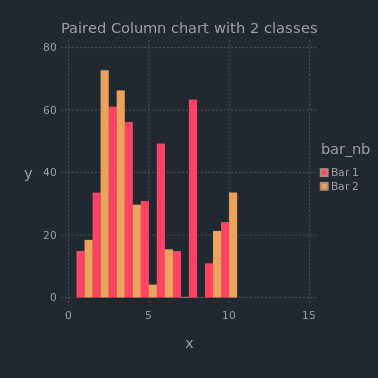 Paired Column chart with 2 classes
80
60
40
20
0
y
0 5 10 15
x
bar_nb
Bar 1
Bar 2